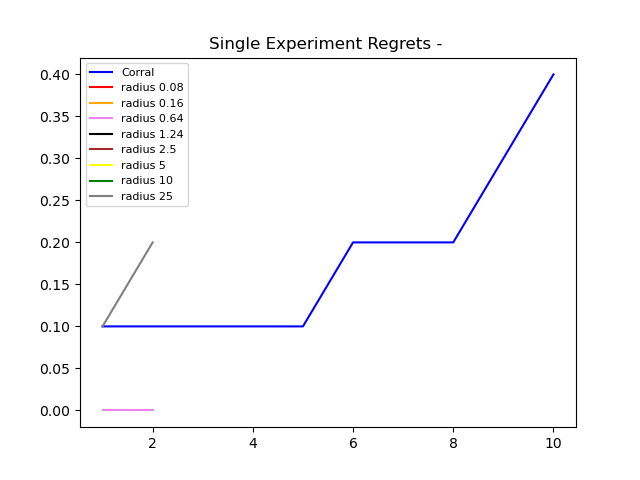 Single Experiment Regrets -
0.40
0.35
0.30
0.25
0.20
0.15
0.10
0.05
0.00
Corral
radius 0.08
radius 0.16
radius 0.64
radius 1.24
radius 2.5
radius 5
radius 10
radius 25
2 4 6 8 10